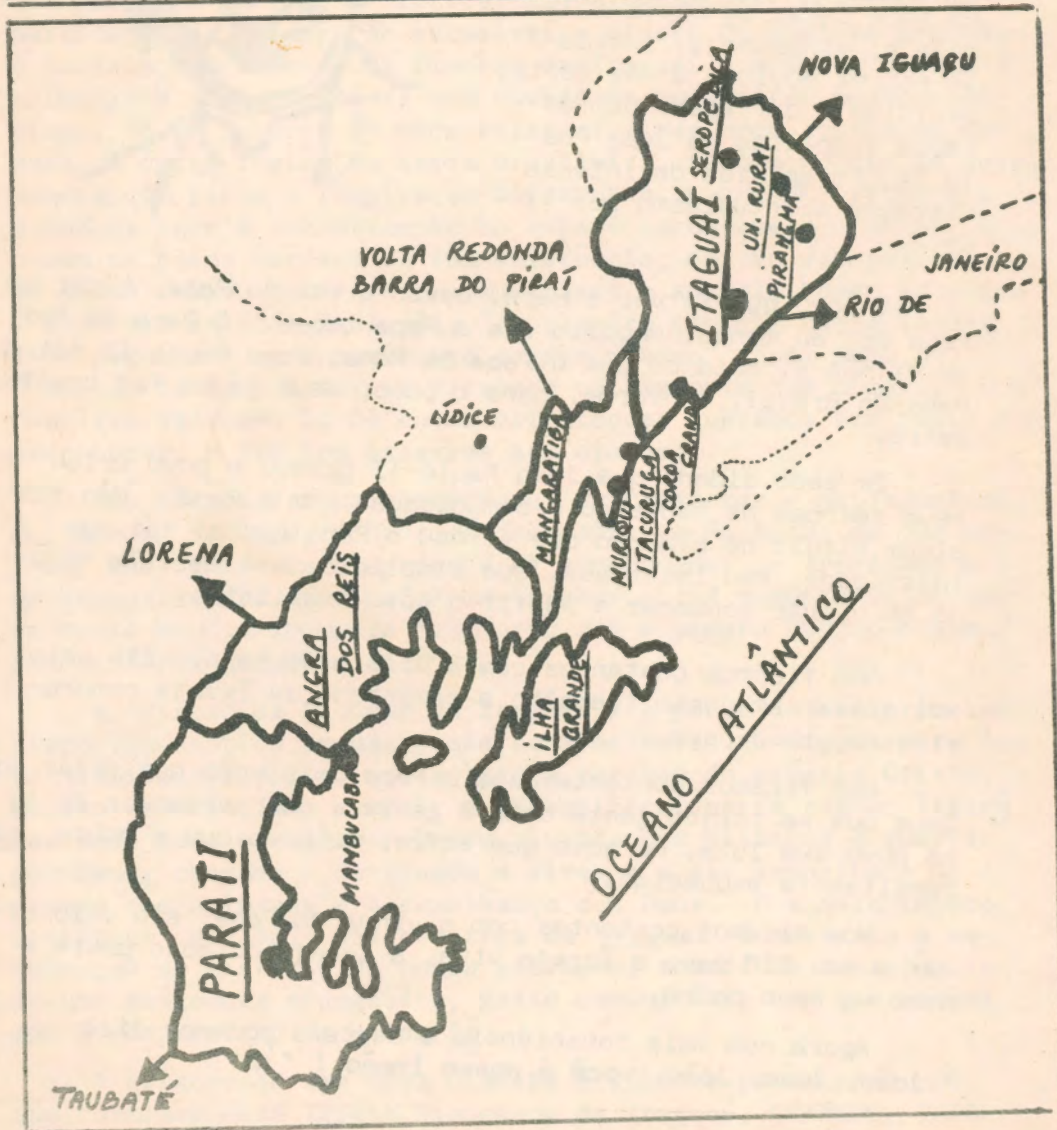 NOVA IGUAÇU
SEROPÉDICA
ITAGUAÍ
UN. RURAL
PIRANEMA
VOLTA REDONDA
BARRA DO PIRAÍ
JANEIRO
RIO DE
LÍDICE
MANGARATIBA
COROA
GRANDE
ITACURUÇA
MURIQUI
LORENA
ANGRA
DOS REIS
ILHA
GRANDE
OCEANO ATLÂNTICO
MAMBUCABA
PARATI
TAUBATÉ